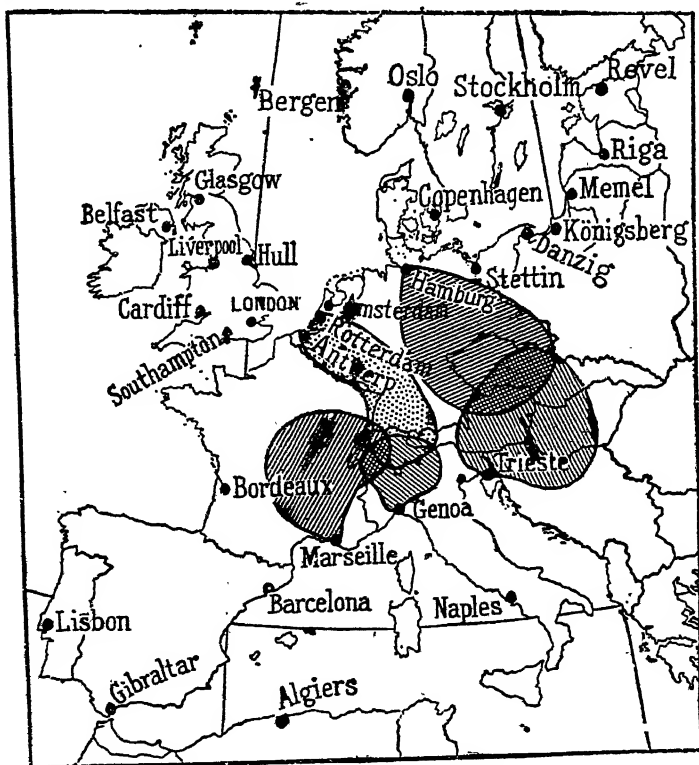 Bergen
Oslo
Stockholm
Revel
Riga
Glasgow
Belfast
Liverpool
Hull
Copenhagen
Memel
Königsberg
Danzig
Stettin
Hamburg
Cardiff
LONDON
Amsterdam
Rotterdam
Antwerp
Southampton
Bordeaux
Trieste
Genoa
Marseille
Barcelona
Naples
Lisbon
Gibraltar
Algiers